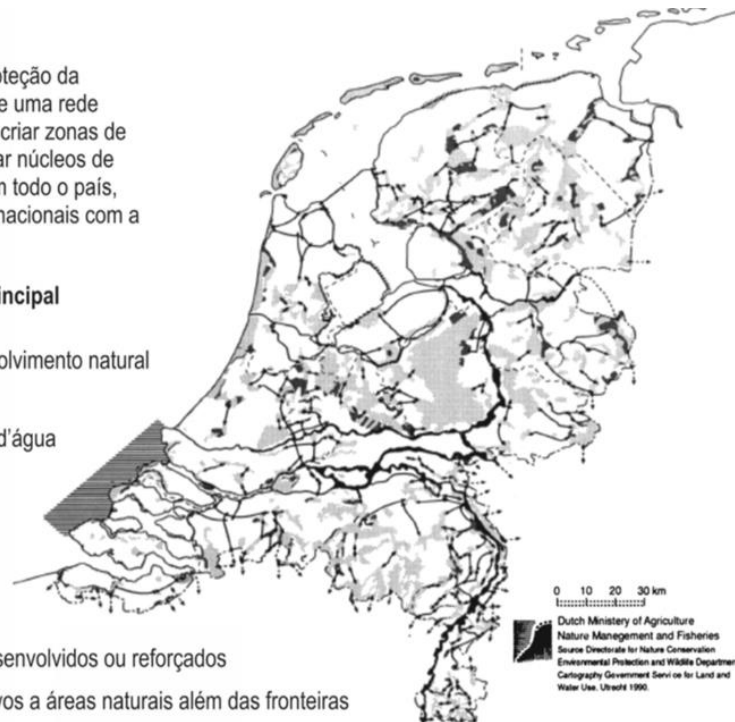 oteção da
e uma rede
criar zonas de
ar núcleos de
m todo o país,
nacionais com a
incipal
olvimento natural
d'água
senvolvidos ou reforçados
vos a áreas naturais além das fronteiras
0 10 20 30 km
Dutch Ministry of Agriculture
Nature Manegement and Fisheries
Source Directorate for Nature Conservation
Environmental Protection and Wildlife Departmen
Cartography Government Service for Land and
Water Use. Utrecht 1990.